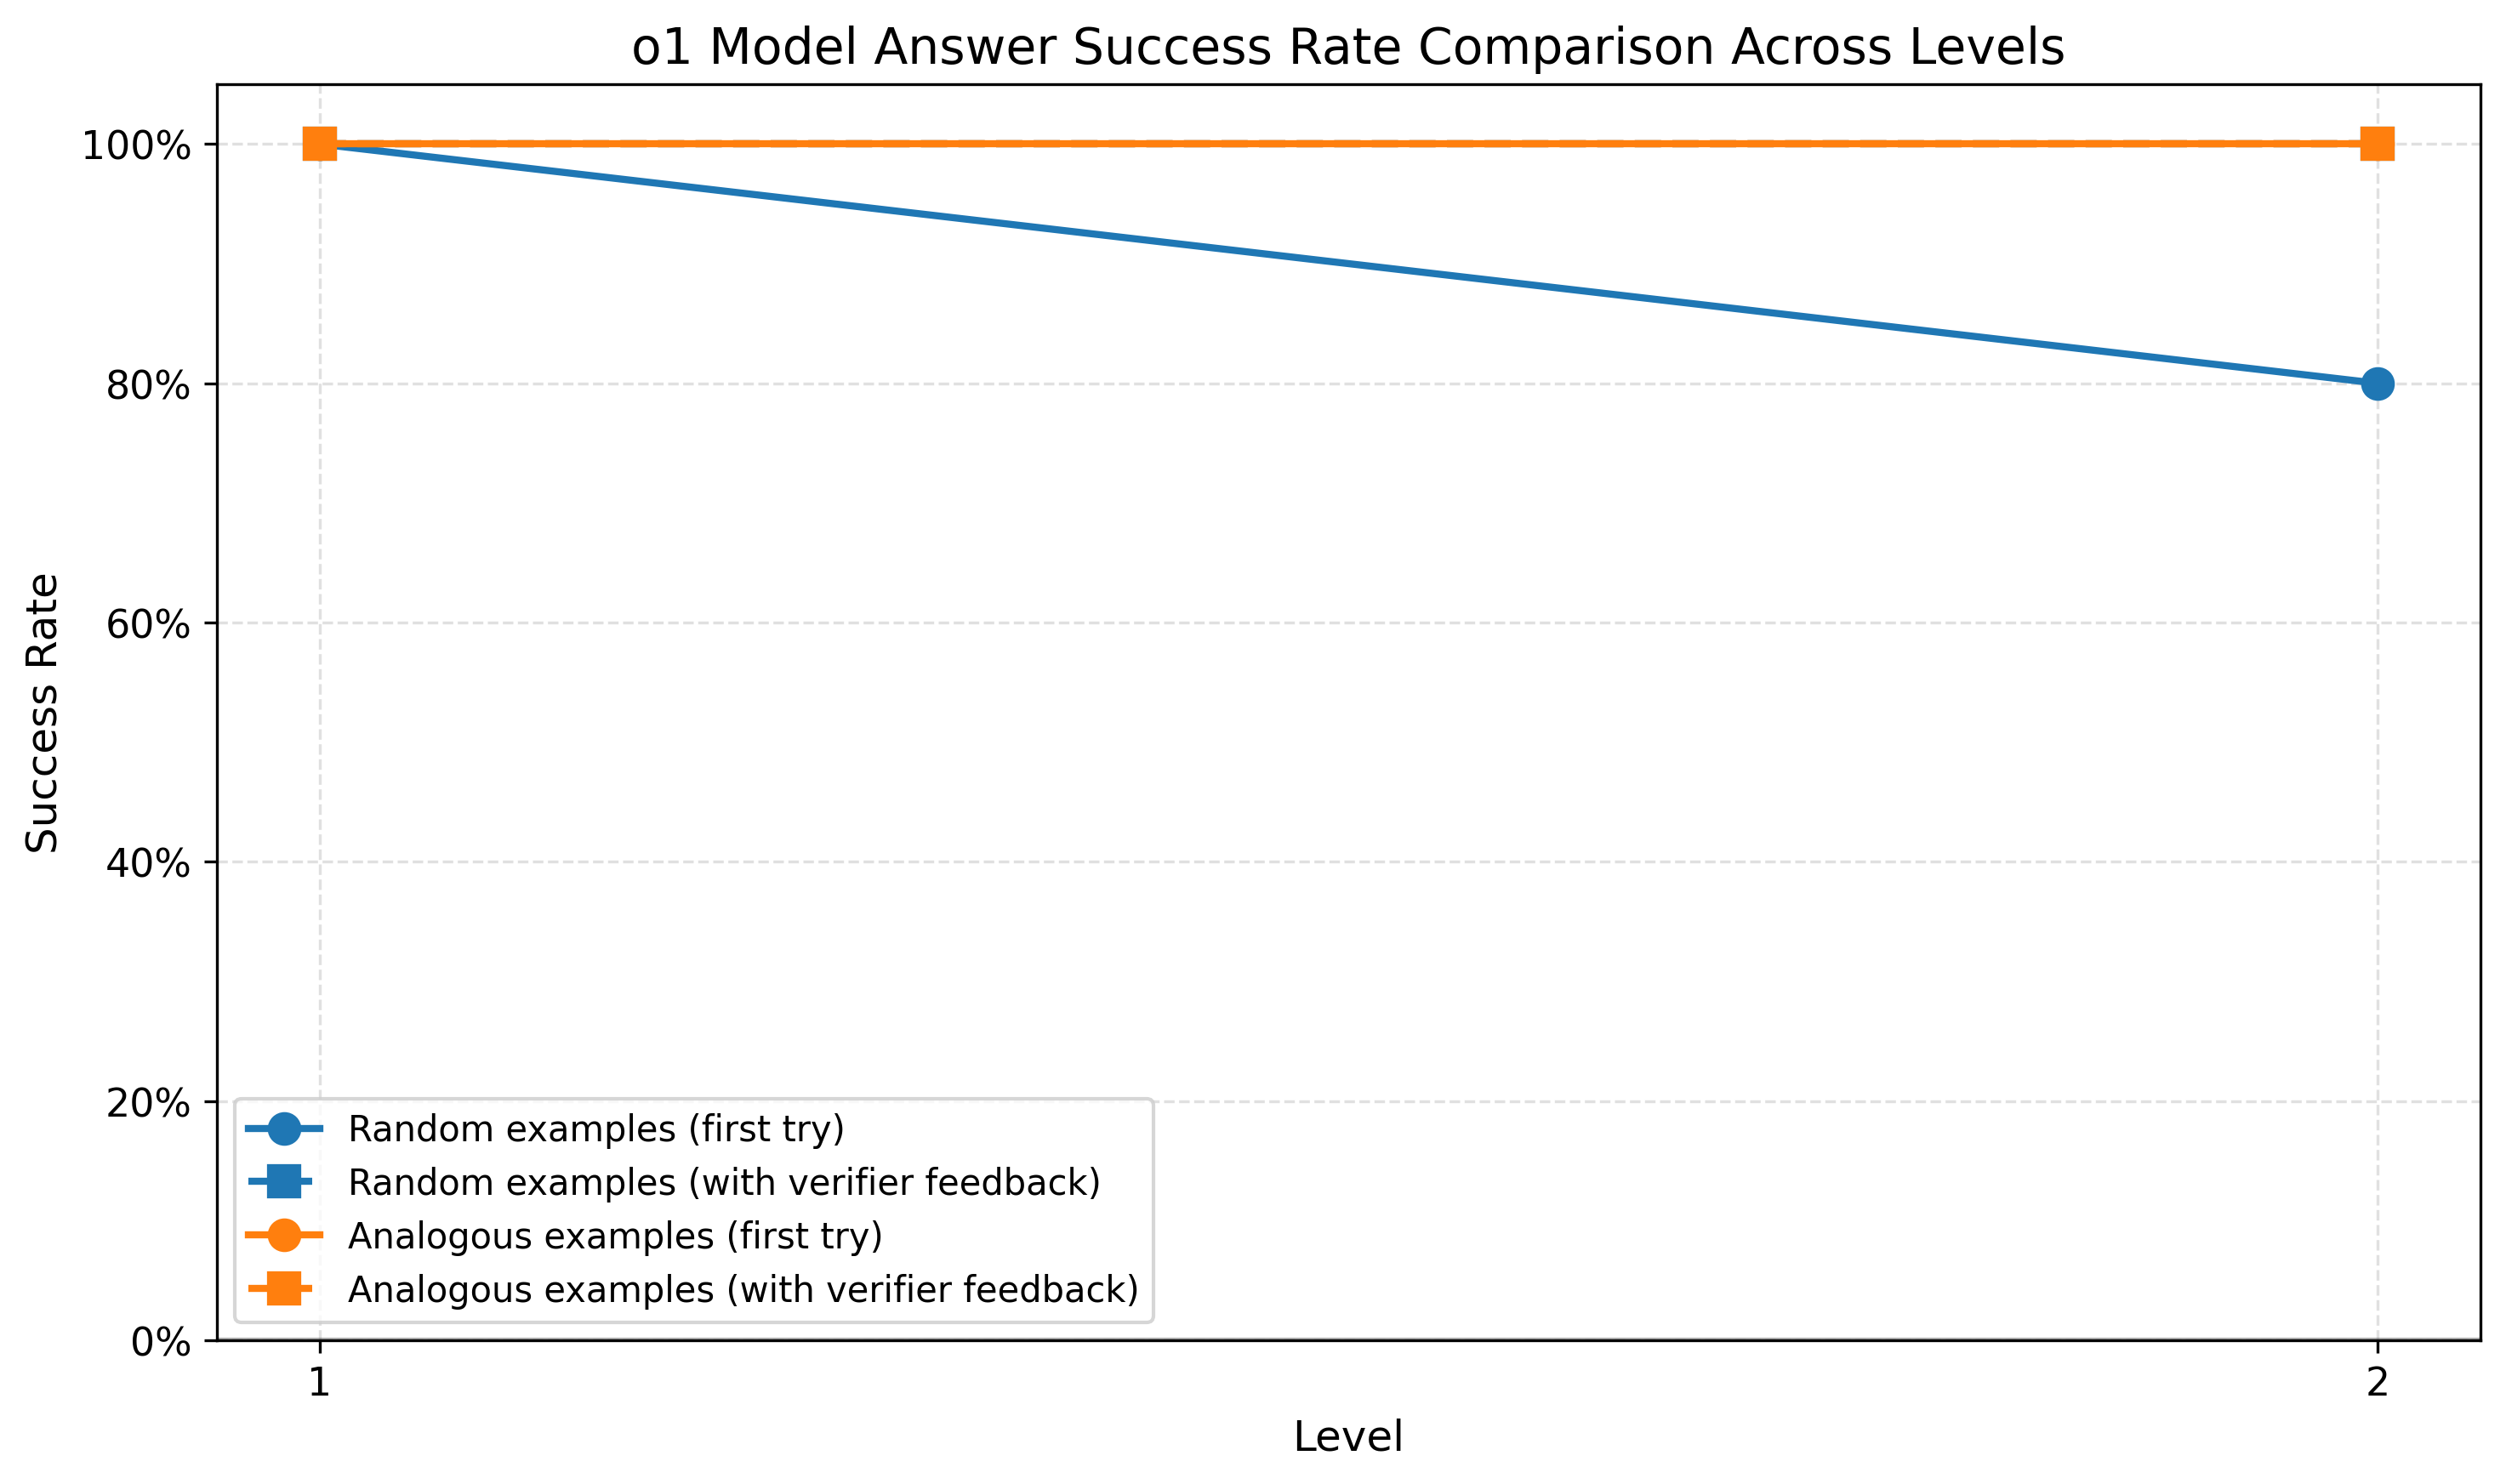 o1 Model Answer Success Rate Comparison Across Levels
100%
80%
60%
40%
20%
0%
Success Rate
Random examples (first try)
Random examples (with verifier feedback)
Analogous examples (first try)
Analogous examples (with verifier feedback)
1
2
Level